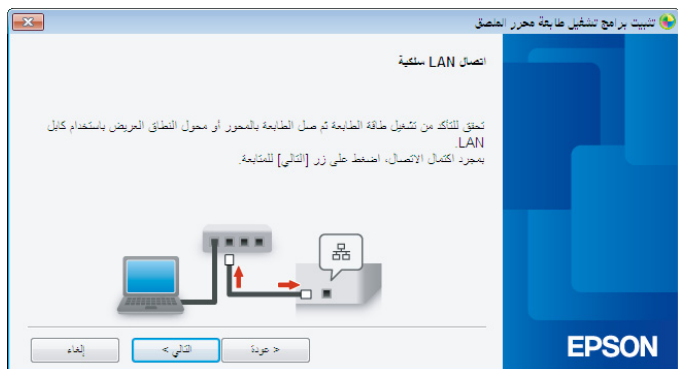 تثبيت برامج تشغيل طابعة محرر الملصق
اتصال LAN سلكية
تحقق للتأكد من تشغيل طاقة الطابعة ثم صل الطابعة بالمحور أو محول النطاق العريض باستخدام كابل
LAN.
بمجرد اكتمال الاتصال، اضغط على زر [التالي] للمتابعة.
< عودة
التالي >
إلغاء
EPSON